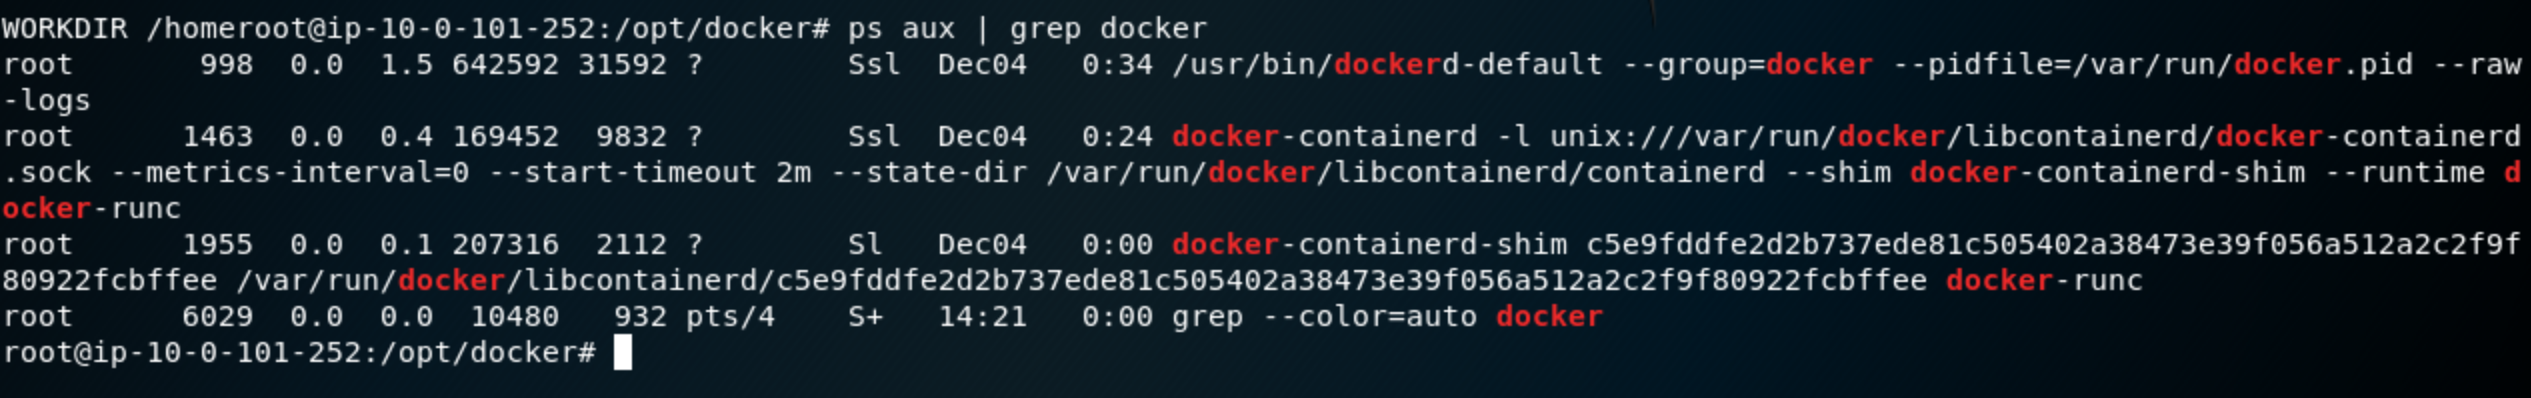 WORKDIR /homeroot@ip-10-0-101-252:/opt/docker# ps aux | grep docker
root       998  0.0  1.5 642592 31592 ?        Ssl  Dec04   0:34 /usr/bin/dockerd-default --group=docker --pidfile=/var/run/docker.pid --raw
-logs
root      1463  0.0  0.4 169452  9832 ?        Ssl  Dec04   0:24 docker-containerd -l unix:///var/run/docker/libcontainerd/docker-containerd
.sock --metrics-interval=0 --start-timeout 2m --state-dir /var/run/docker/libcontainerd/containerd --shim docker-containerd-shim --runtime d
ocker-runc
root      1955  0.0  0.1 207316  2112 ?        Sl   Dec04   0:00 docker-containerd-shim c5e9fddfe2d2b737ede81c505402a38473e39f056a512a2c2f9f
80922fcbffee /var/run/docker/libcontainerd/c5e9fddfe2d2b737ede81c505402a38473e39f056a512a2c2f9f80922fcbffee docker-runc
root      6029  0.0  0.0  10480   932 pts/4    S+   14:21   0:00 grep --color=auto docker
root@ip-10-0-101-252:/opt/docker#